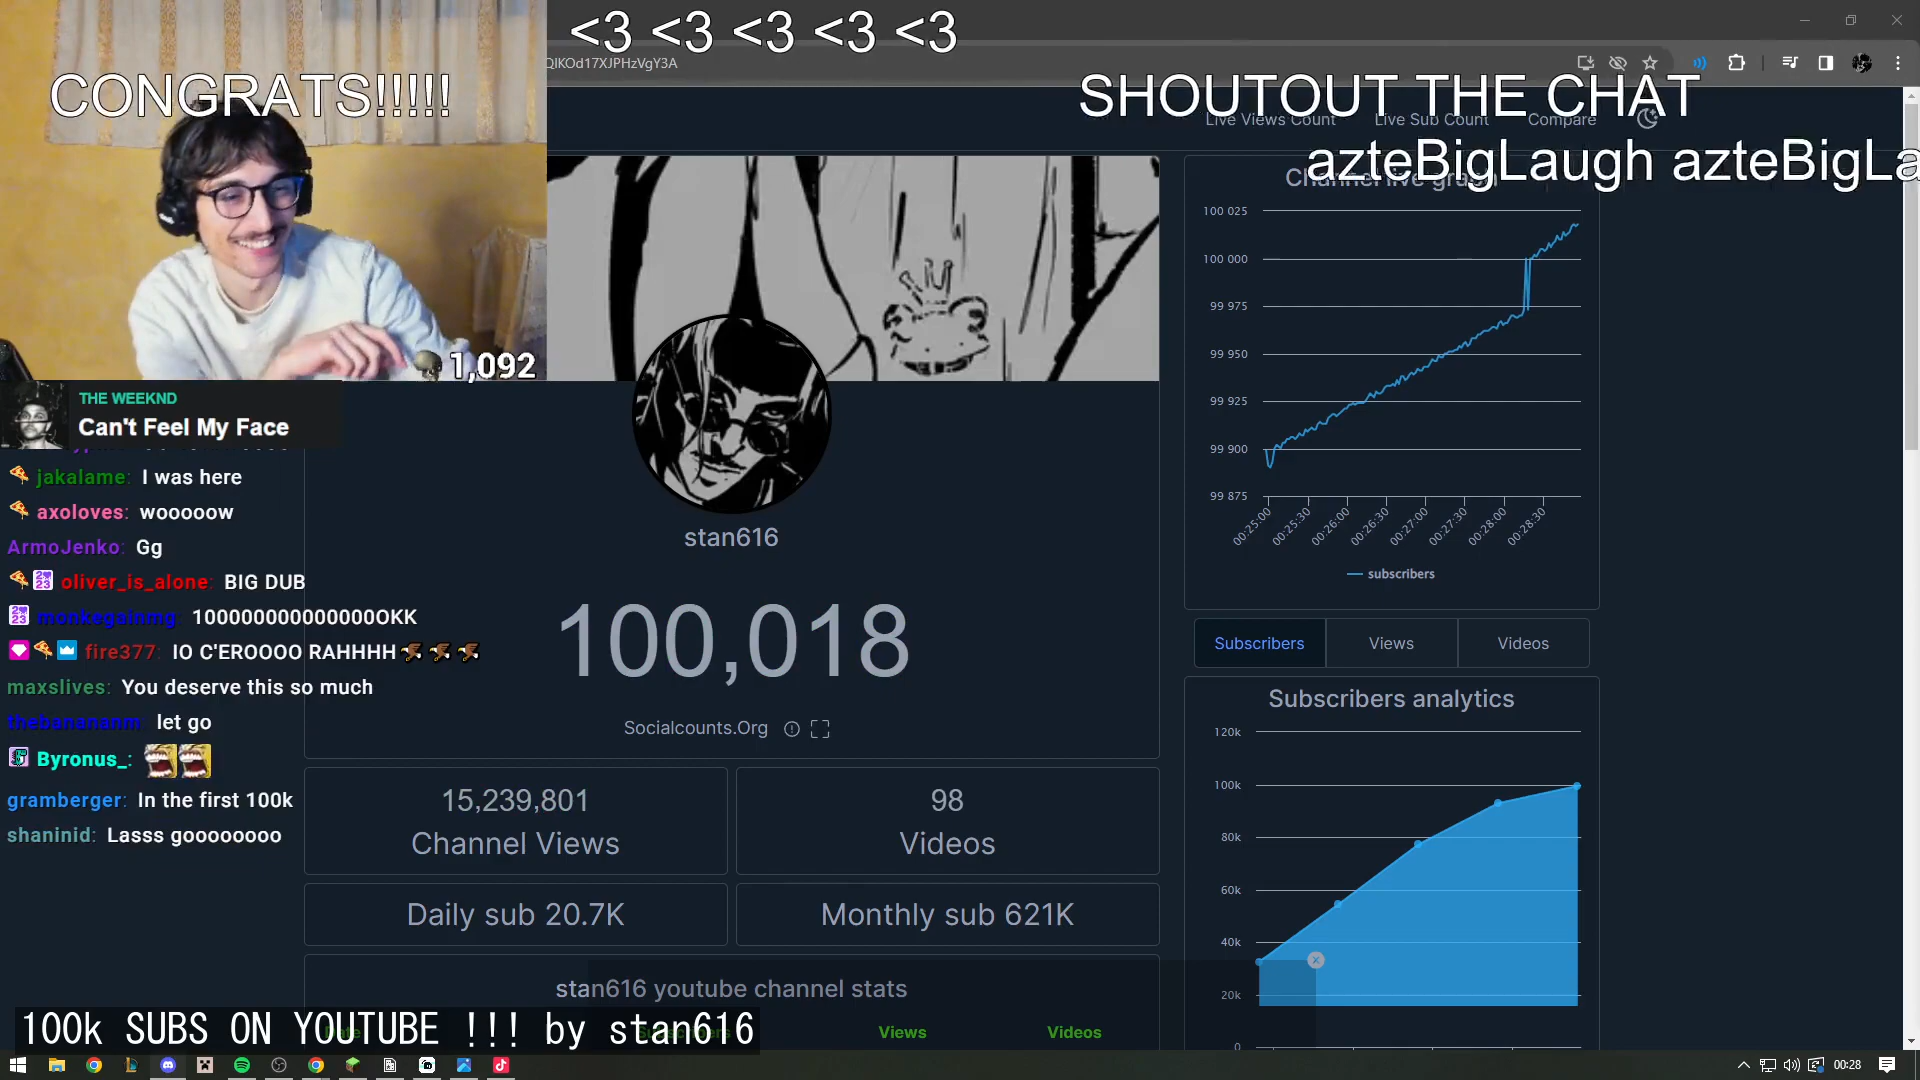 <3 <3 <3 <3 <3
QIKOd17XJPHzVgY3A
CONGRATS!!!!!
SHOUTOUT THE CHAT
Live Views Count
Live Sub Count
Compare
azteBigLaugh azteBigLa
Channel live graph
100 025
100 000
99 975
99 950
99 925
99 900
99 875
00:25:00
00:25:30
00:26:00
00:26:30
00:27:00
00:27:30
00:28:00
00:28:30
subscribers
1,092
THE WEEKND
Can't Feel My Face
jakalame: I was here
axoloves: wooooow
ArmoJenko: Gg
oliver_is_alone: BIG DUB
monkegainmg: 100000000000000OKK
fire377: IO C'EROOOO RAHHHH
maxslives: You deserve this so much
thebanananm: let go
Byronus_:
gramberger: In the first 100k
shaninid: Lasss goooooooo
stan616
100,018
Socialcounts.Org
15,239,801
Channel Views
98
Videos
Daily sub 20.7K
Monthly sub 621K
stan616 youtube channel stats
Views
Videos
Subscribers
Views
Videos
Subscribers analytics
120k
100k
80k
60k
40k
20k
0
100k SUBS ON YOUTUBE !!! by stan616
00:28